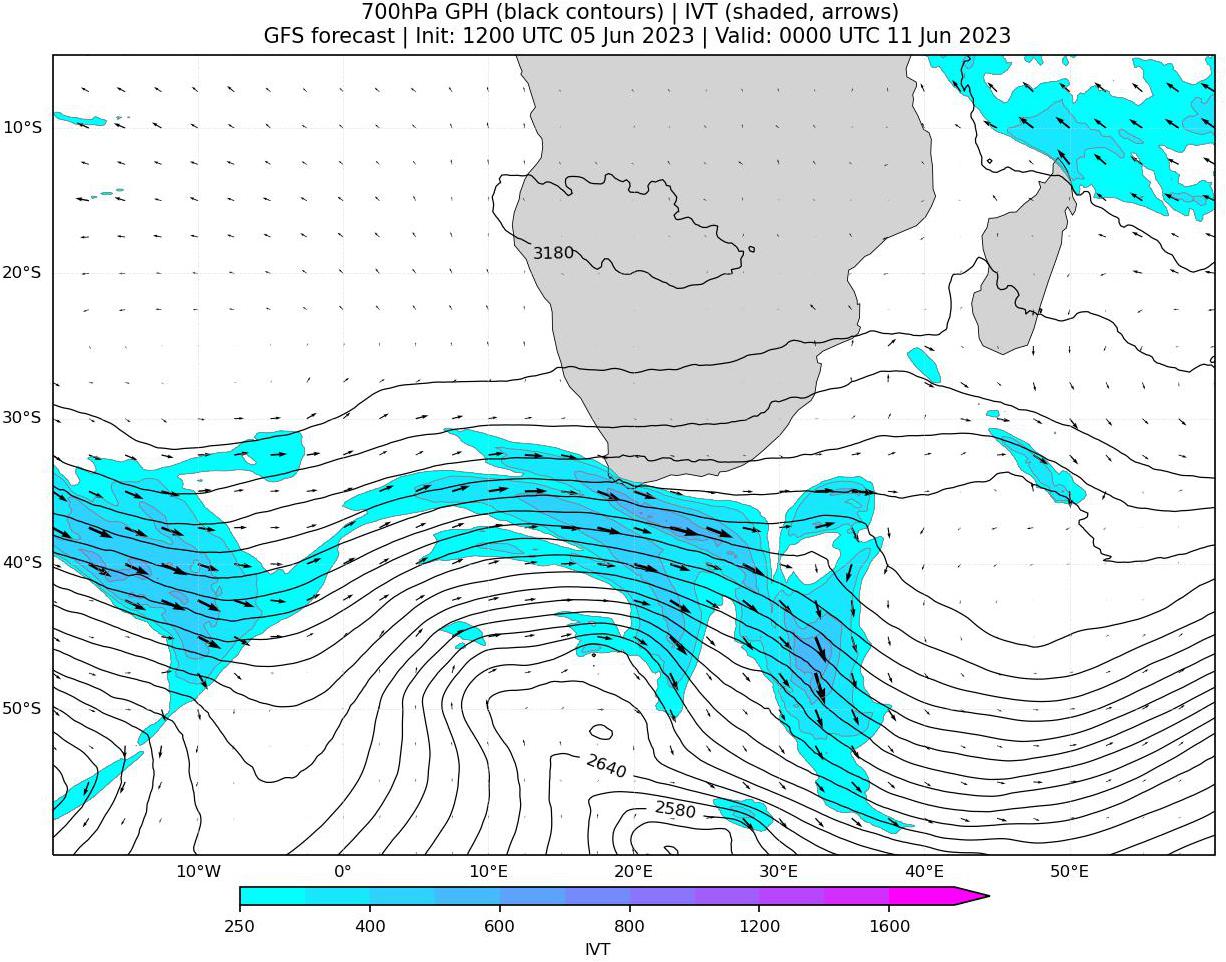 700hPa GPH (black contours) | IVT (shaded, arrows)
GFS forecast | Init: 1200 UTC 05 Jun 2023 | Valid: 0000 UTC 11 Jun 2023
10°S
3180
20°S
30°S
40°S
50°S
2640
2580
10°W 0° 10°E 20°E 30°E 40°E 50°E
250 400 600 800 1200 1600
IVT